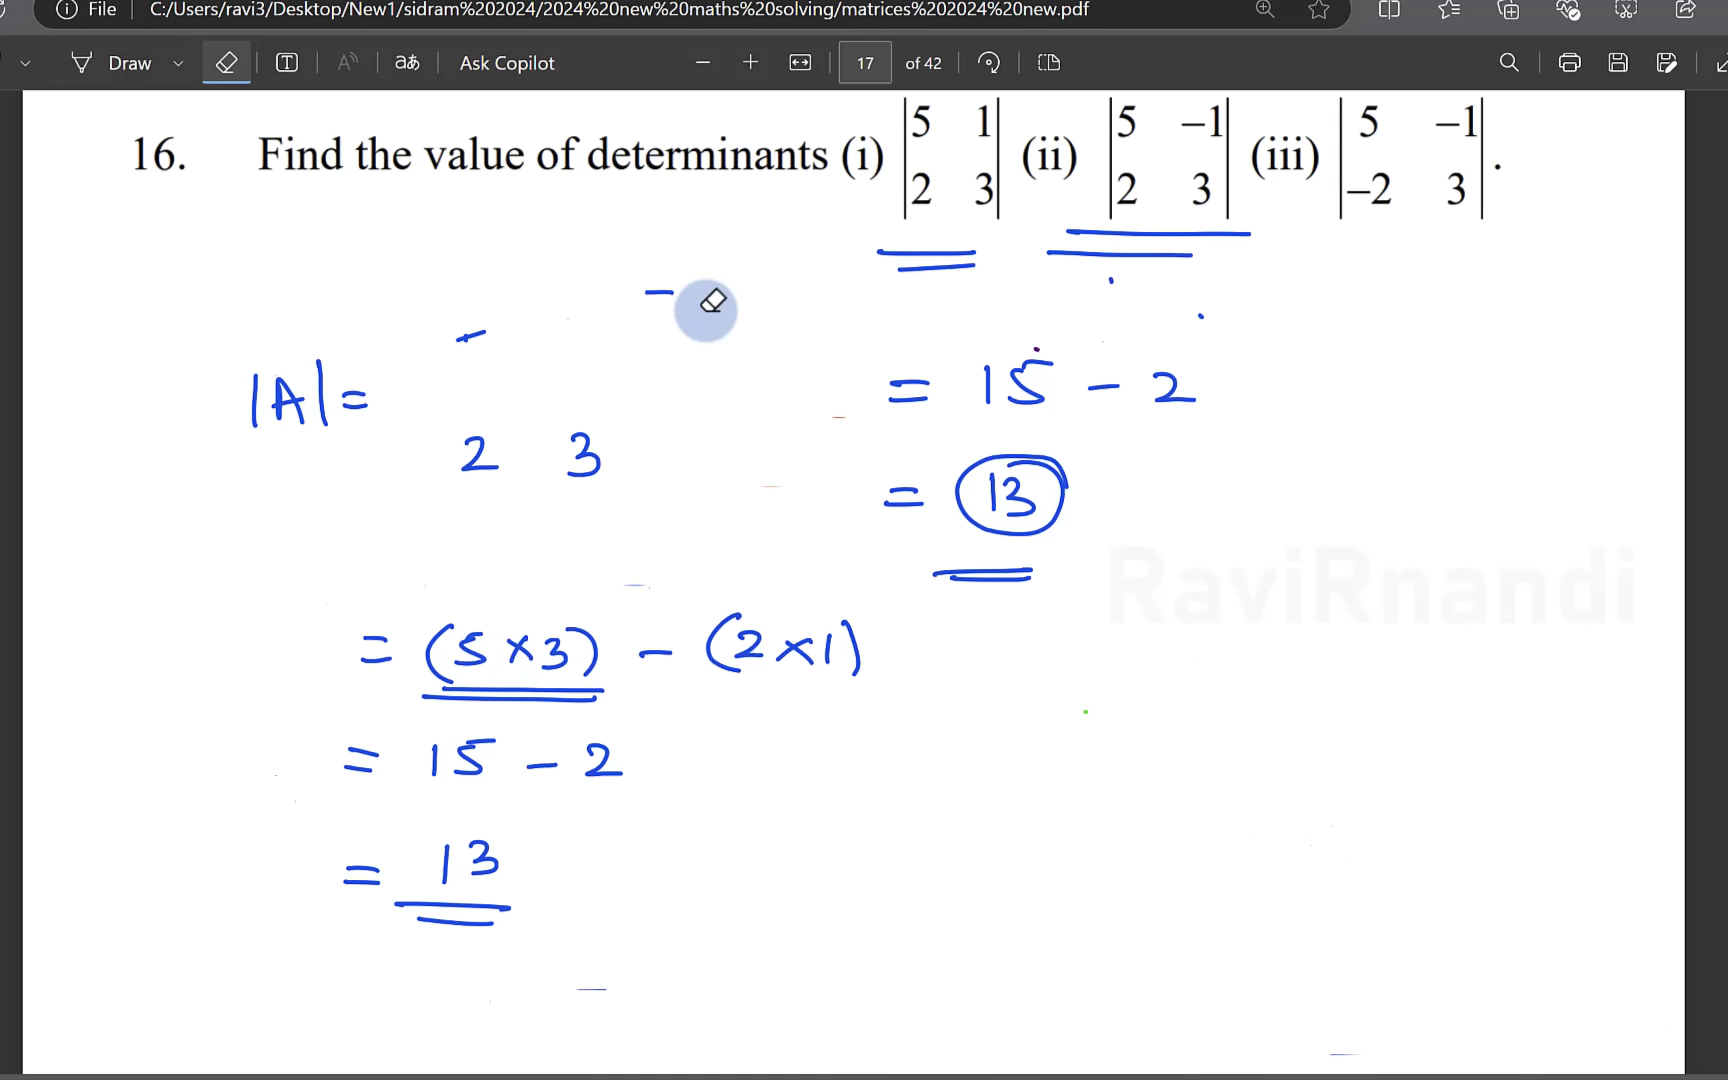 File C:/Users/ravi3/Desktop/New1/sidram%202024/2024%20new%20maths%20solving/matrices%202024%20new.pdf
Draw T A aあ Ask Copilot − + 17 of 42
16. Find the value of determinants (i) |5 1| (ii) |5 −1| (iii) |5 −1|.
|2 3| |2 3| |−2 3|
|A| =
2 3
= 15 − 2
= 13
RaviRnandi
= (5 × 3) − (2 × 1)
= 15 − 2
= 13